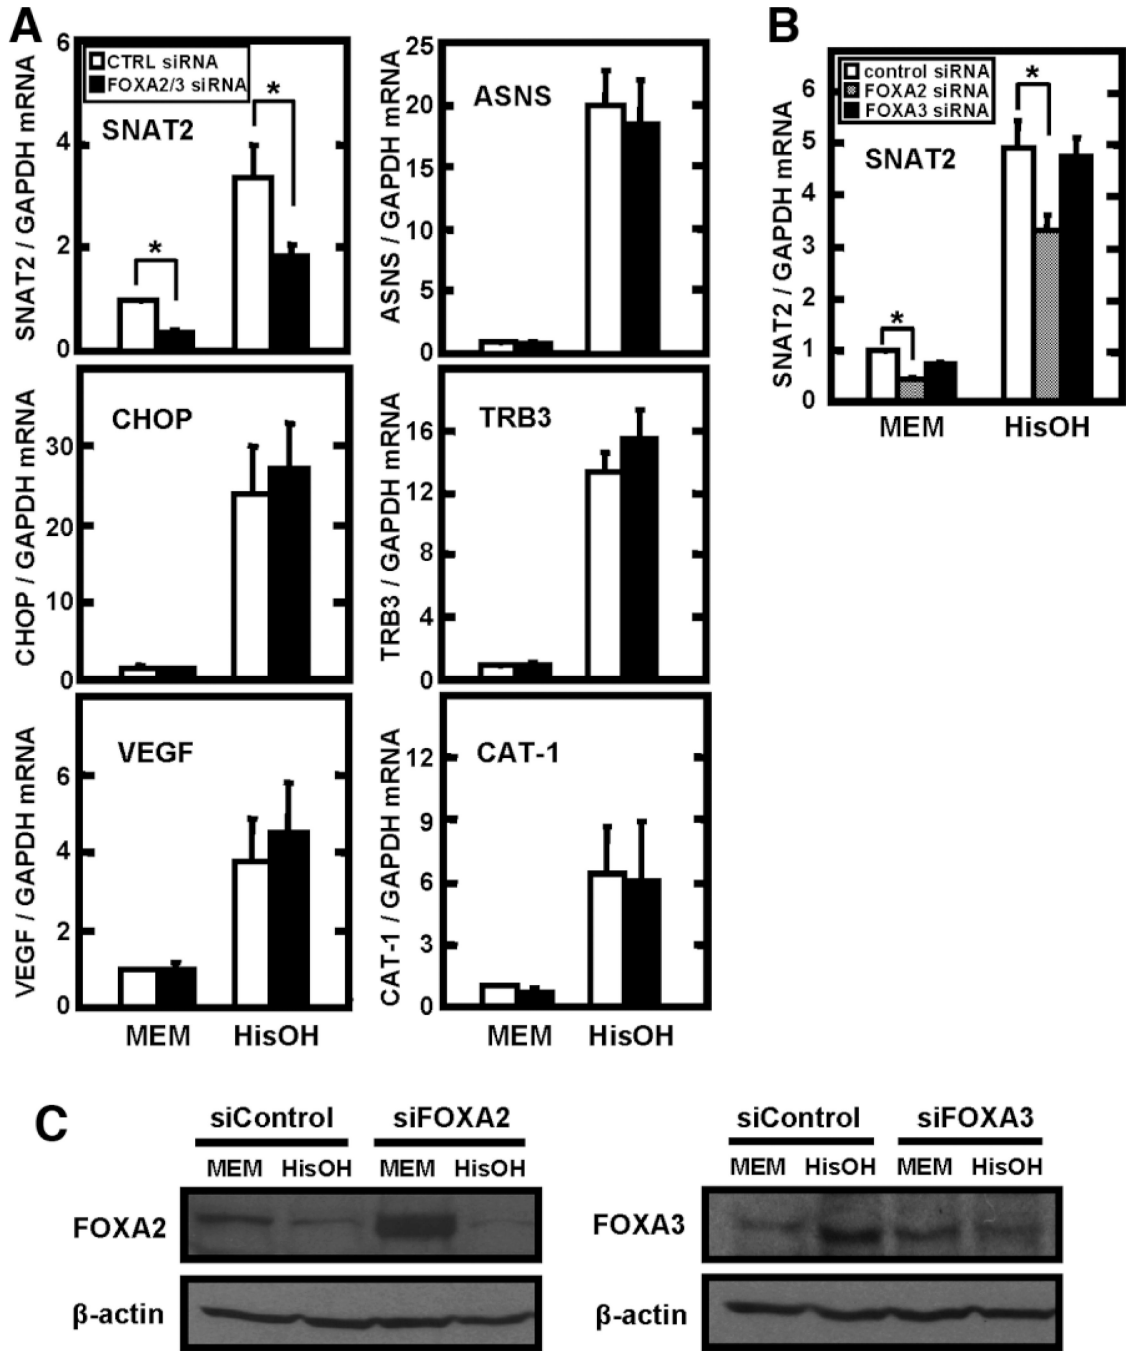 A
SNAT2 / GAPDH mRNA
6
4
2
0
CTRL siRNA
FOXA2/3 siRNA
SNAT2
*
*
ASNS / GAPDH mRNA
25
20
15
10
5
0
ASNS
CHOP / GAPDH mRNA
30
20
10
0
CHOP
TRB3 / GAPDH mRNA
16
12
8
4
0
TRB3
VEGF / GAPDH mRNA
6
4
2
0
VEGF
MEM HisOH
CAT-1 / GAPDH mRNA
12
9
6
3
0
CAT-1
MEM HisOH
B
SNAT2 / GAPDH mRNA
6
5
4
3
2
1
0
control siRNA
FOXA2 siRNA
FOXA3 siRNA
SNAT2
*
*
MEM HisOH
C
siControl siFOXA2
MEM HisOH MEM HisOH
FOXA2
β-actin
siControl siFOXA3
MEM HisOH MEM HisOH
FOXA3
β-actin